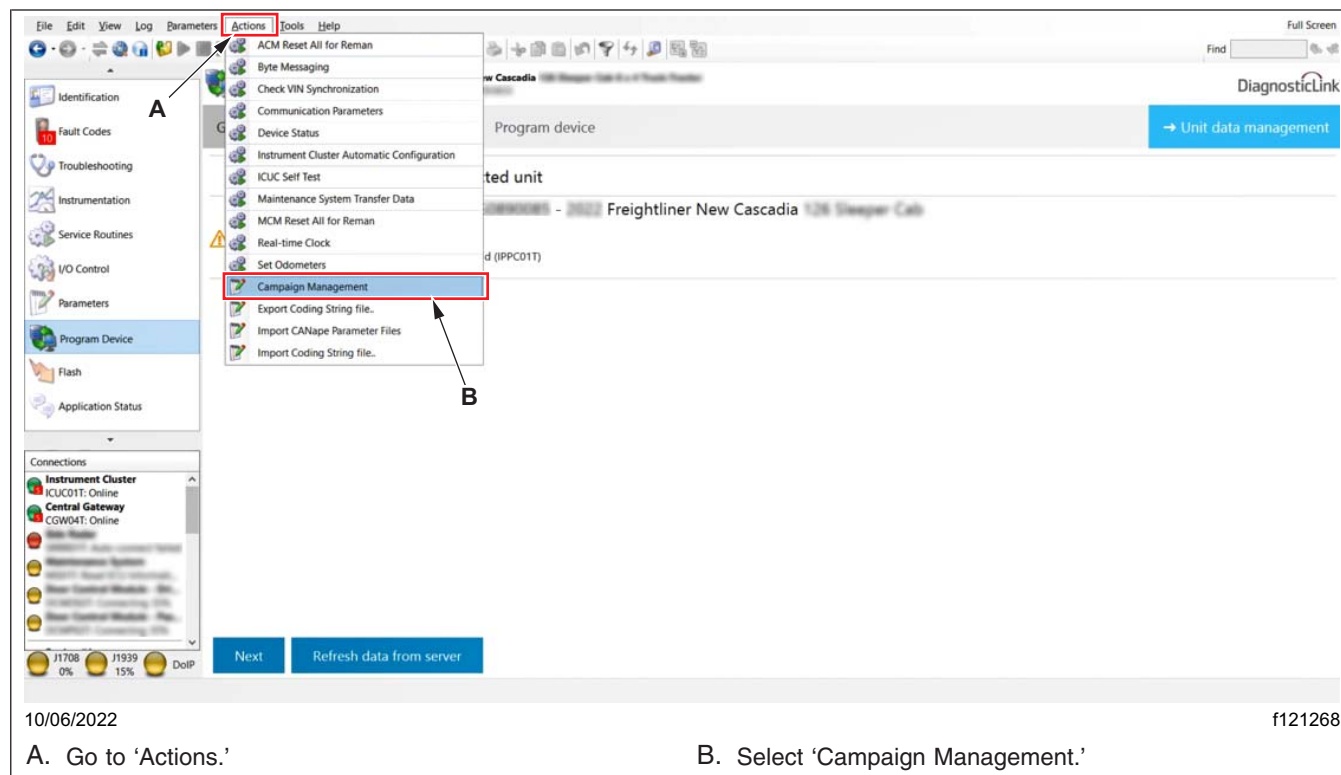 File Edit View Log Parameters Actions Tools Help
Full Screen
Find
ACM Reset All for Reman
Byte Messaging
Check VIN Synchronization
Communication Parameters
Device Status
Instrument Cluster Automatic Configuration
ICUC Self Test
Maintenance System Transfer Data
MCM Reset All for Reman
Real-time Clock
Set Odometers
Campaign Management
Export Coding String file..
Import CANape Parameter Files
Import Coding String file..
A
B
Identification
Fault Codes
10
Troubleshooting
Instrumentation
Service Routines
I/O Control
Parameters
Program Device
Flash
Application Status
Cascadia
DiagnosticLink
G
Program device
→ Unit data management
unit
- 2022 Freightliner New Cascadia 126 Sleeper Cab
(IPPC01T)
Connections
Instrument Cluster
ICUC01T: Online
Central Gateway
CGW04T: Online
J1708
0%
J1939
15%
DoIP
Next
Refresh data from server
10/06/2022
f121268
A. Go to ‘Actions.’
B. Select ‘Campaign Management.’